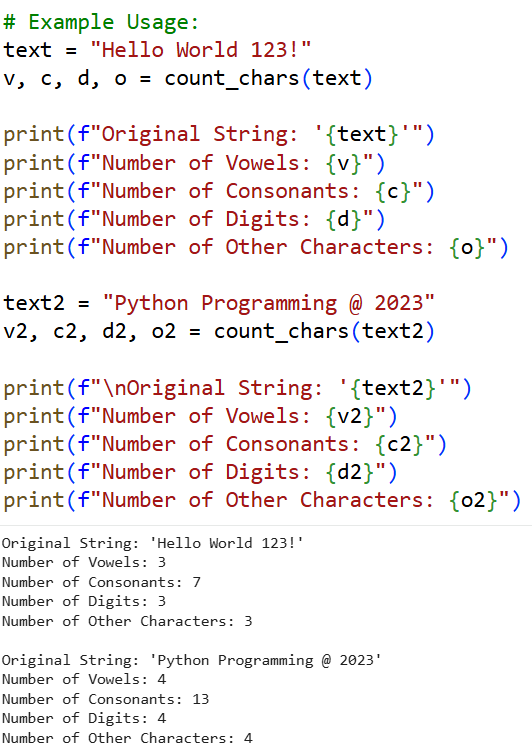 # Example Usage:
text = "Hello World 123!"
v, c, d, o = count_chars(text)
print(f"Original String: '{text}'")
print(f"Number of Vowels: {v}")
print(f"Number of Consonants: {c}")
print(f"Number of Digits: {d}")
print(f"Number of Other Characters: {o}")
text2 = "Python Programming @ 2023"
v2, c2, d2, o2 = count_chars(text2)
print(f"\nOriginal String: '{text2}'")
print(f"Number of Vowels: {v2}")
print(f"Number of Consonants: {c2}")
print(f"Number of Digits: {d2}")
print(f"Number of Other Characters: {o2}")
Original String: 'Hello World 123!'
Number of Vowels: 3
Number of Consonants: 7
Number of Digits: 3
Number of Other Characters: 3
Original String: 'Python Programming @ 2023'
Number of Vowels: 4
Number of Consonants: 13
Number of Digits: 4
Number of Other Characters: 4